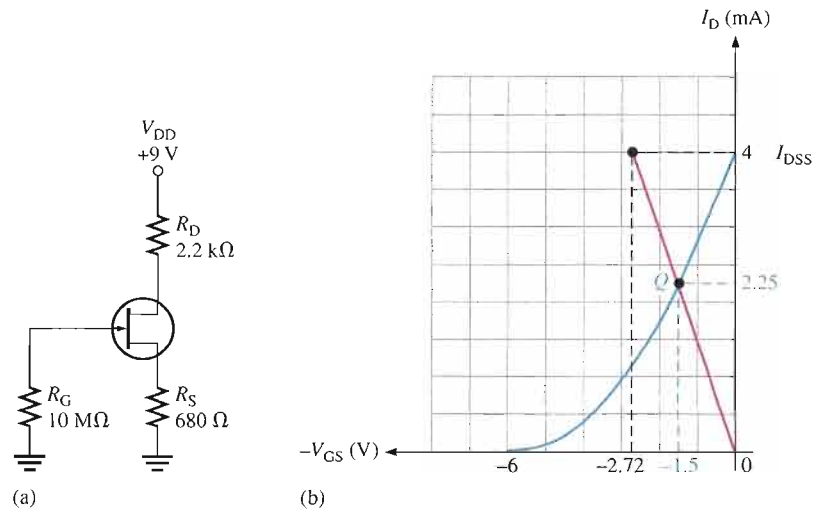 V_DD
+9 V
R_D
2.2 kΩ
R_G
10 MΩ
R_S
680 Ω
(a)
I_D (mA)
4 I_DSS
Q 2.25
–V_GS (V)
–6 –2.72 –1.5 0
(b)